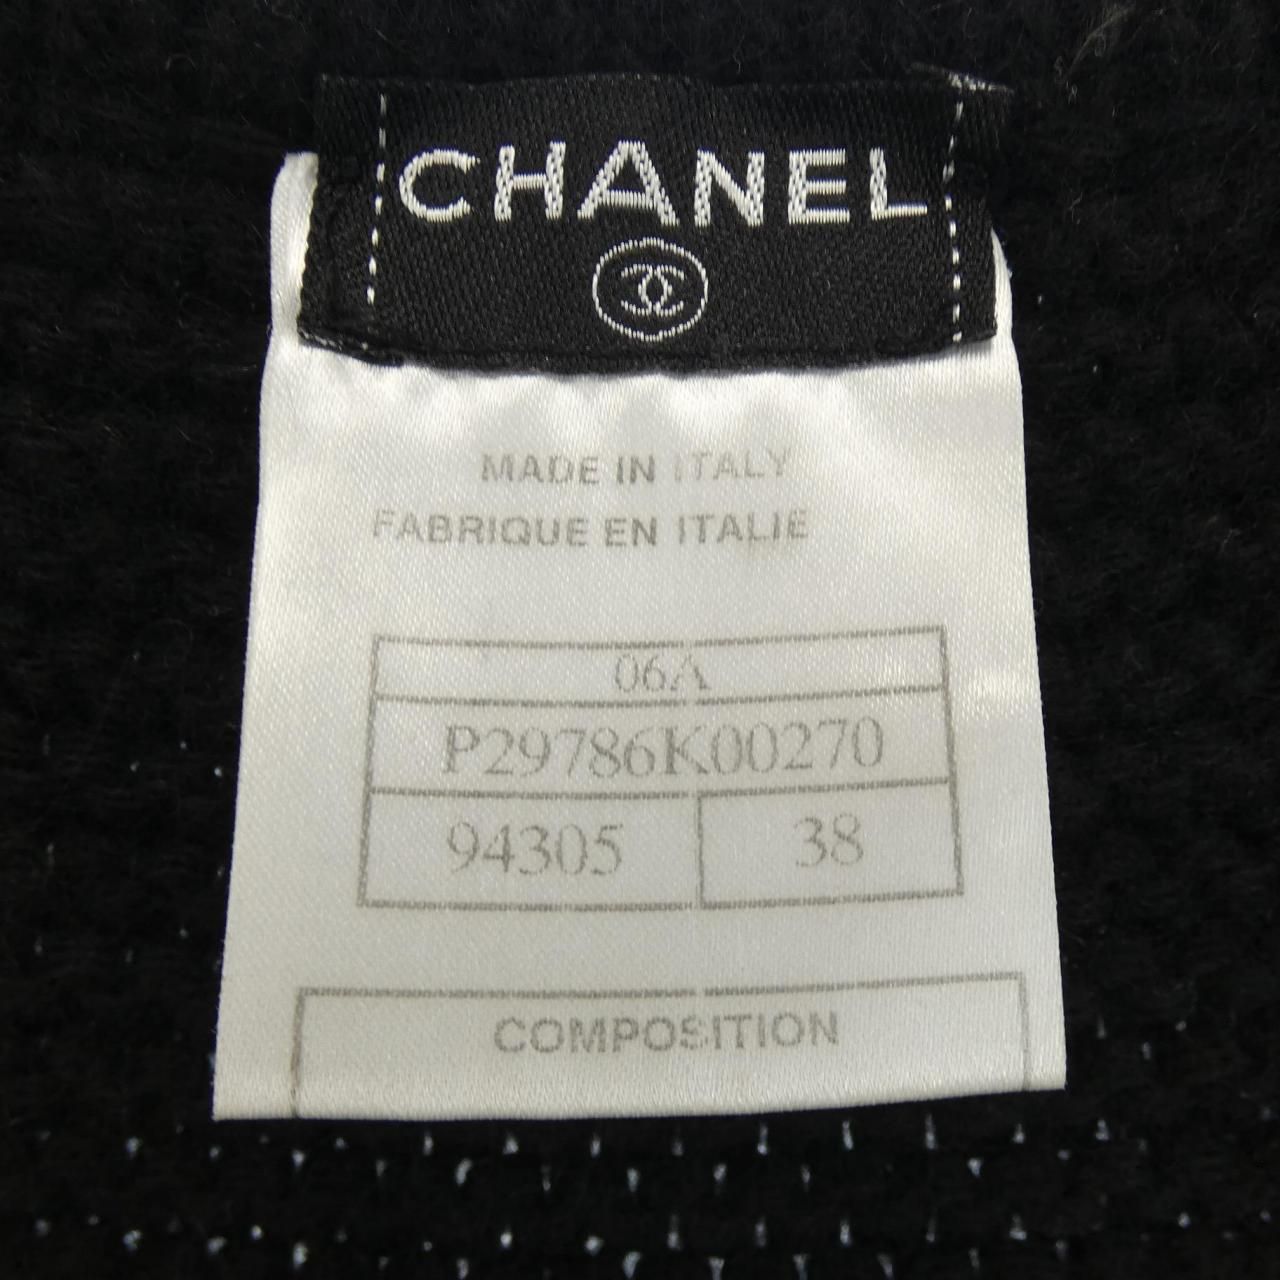 CHANEL
MADE IN ITALY
FABRIQUE EN ITALIE
06A
P29786K00270
94305 38
COMPOSITION